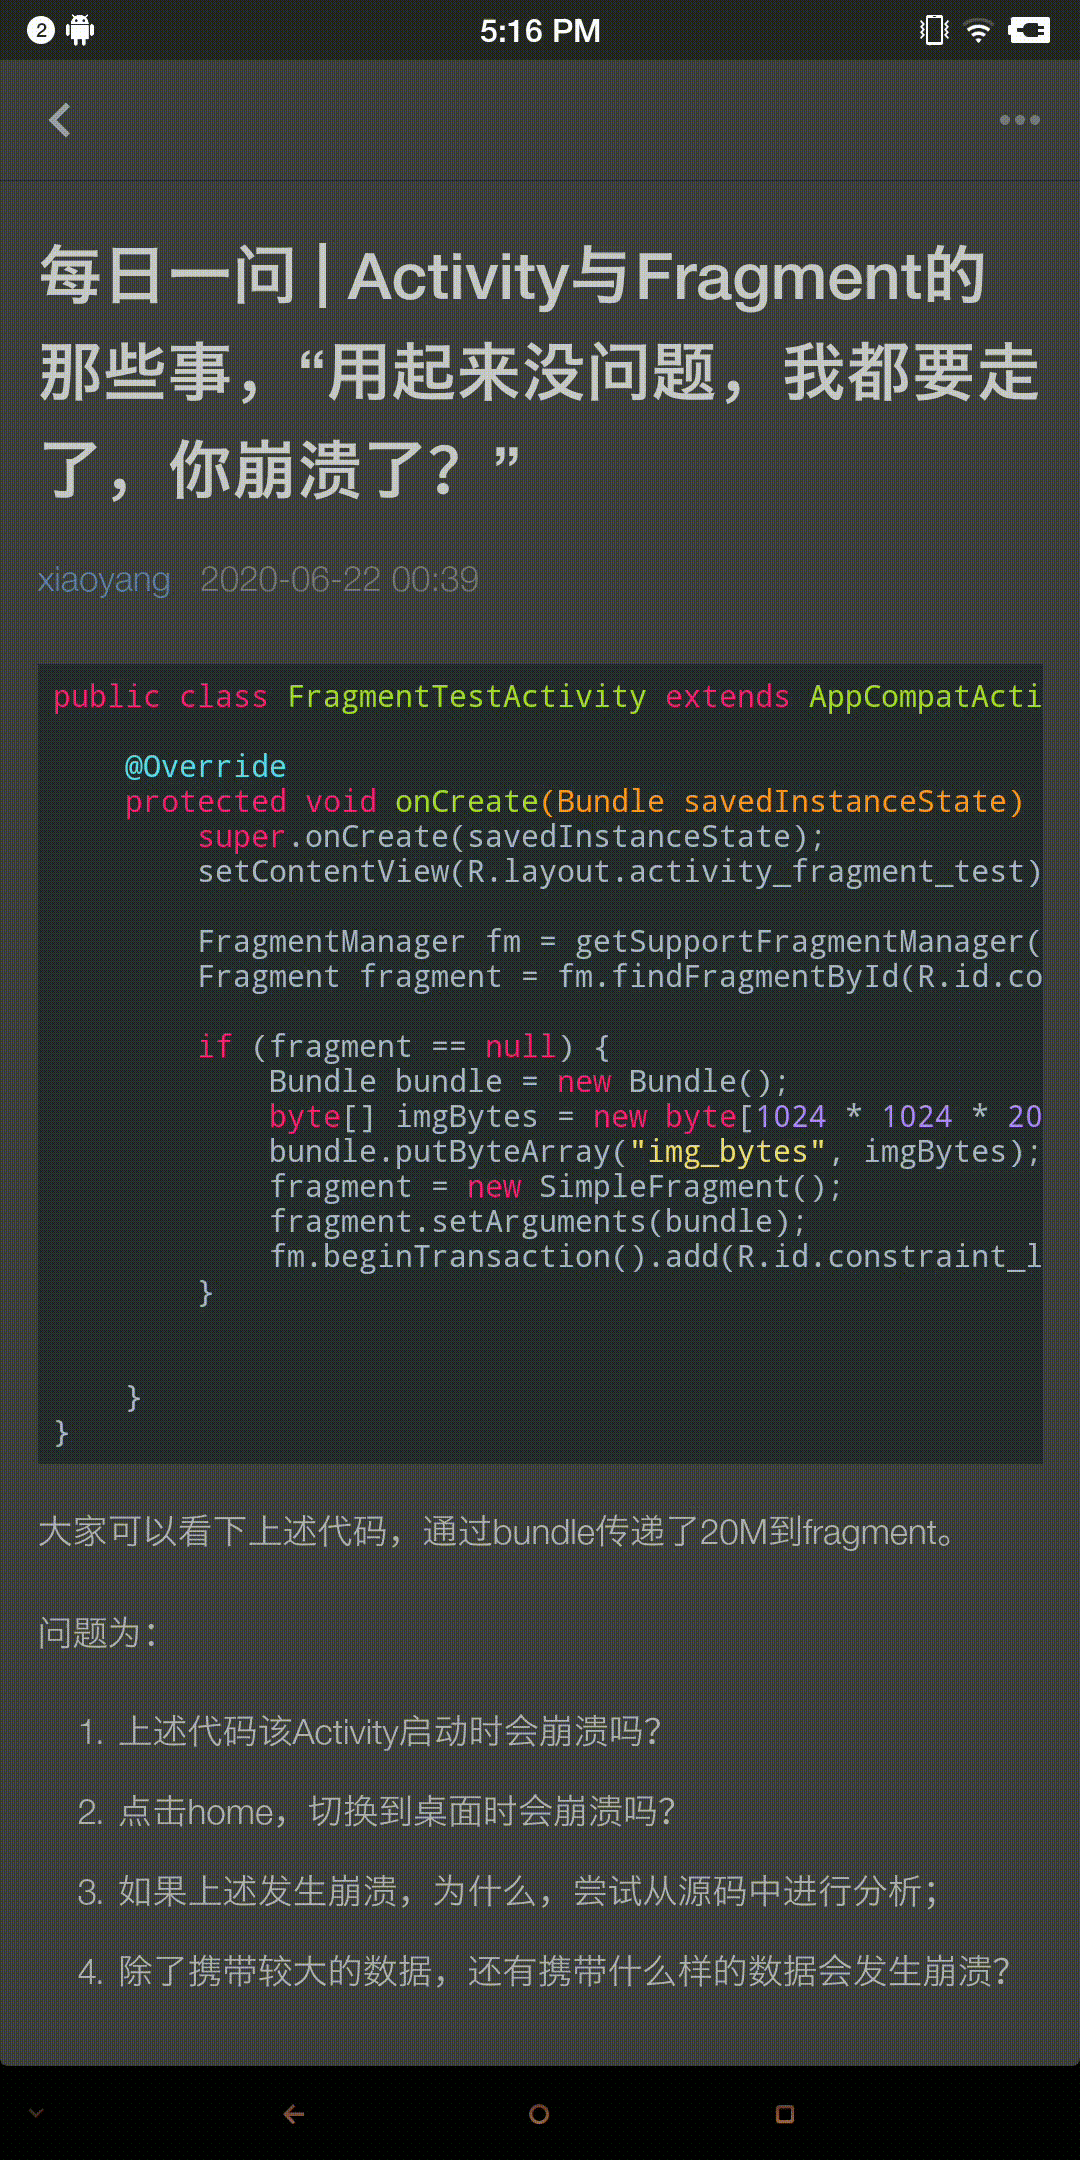 2
5:16 PM
每日一问 | Activity与Fragment的
那些事，“用起来没问题，我都要走
了，你崩溃了？”
xiaoyang 2020-06-22 00:39
public class FragmentTestActivity extends AppCompatActi
@Override
protected void onCreate(Bundle savedInstanceState)
super.onCreate(savedInstanceState);
setContentView(R.layout.activity_fragment_test)
FragmentManager fm = getSupportFragmentManager(
Fragment fragment = fm.findFragmentById(R.id.co
if (fragment == null) {
Bundle bundle = new Bundle();
byte[] imgBytes = new byte[1024 * 1024 * 20
bundle.putByteArray("img_bytes", imgBytes);
fragment = new SimpleFragment();
fragment.setArguments(bundle);
fm.beginTransaction().add(R.id.constraint_l
}
}
}
大家可以看下上述代码，通过bundle传递了20M到fragment。
问题为：
1. 上述代码该Activity启动时会崩溃吗？
2. 点击home，切换到桌面时会崩溃吗？
3. 如果上述发生崩溃，为什么，尝试从源码中进行分析；
4. 除了携带较大的数据，还有携带什么样的数据会发生崩溃？